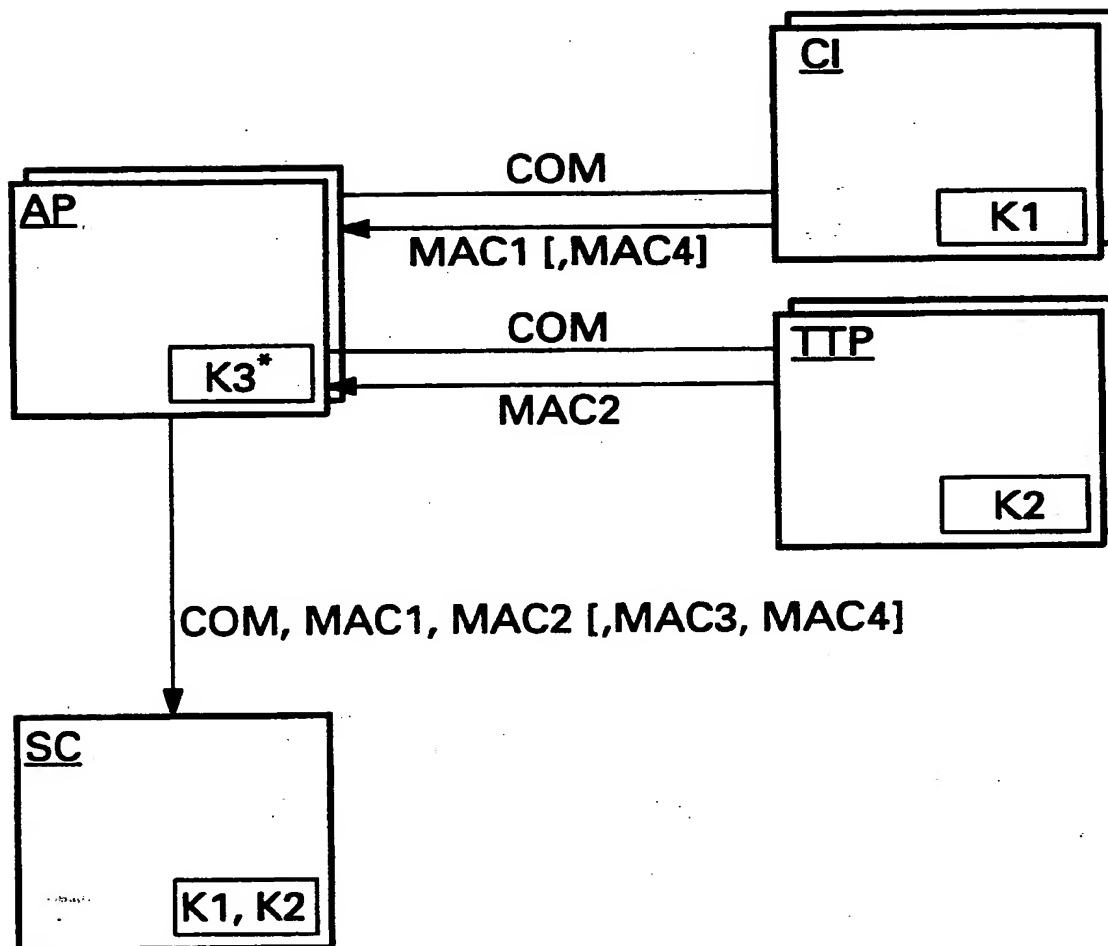 CI
K1
COM
MAC1 [,MAC4]
AP
K3*
COM
MAC2
TTP
K2
COM, MAC1, MAC2 [,MAC3, MAC4]
SC
K1, K2